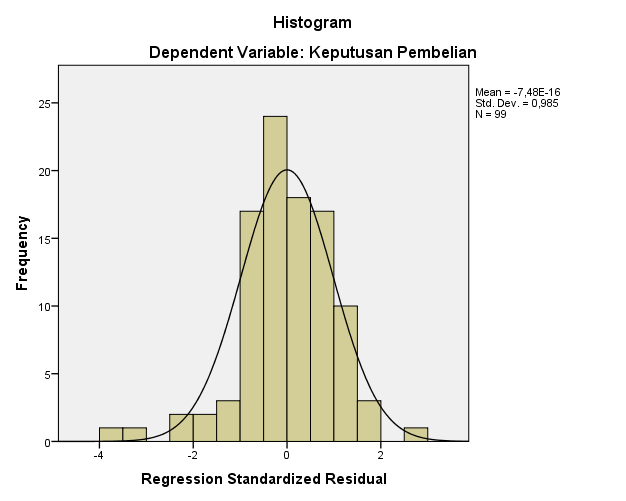 Histogram
Dependent Variable: Keputusan Pembelian
Mean = -7,48E-16
Std. Dev. = 0,985
N = 99
Frequency
25
20
15
10
5
0
-4
-2
0
2
Regression Standardized Residual